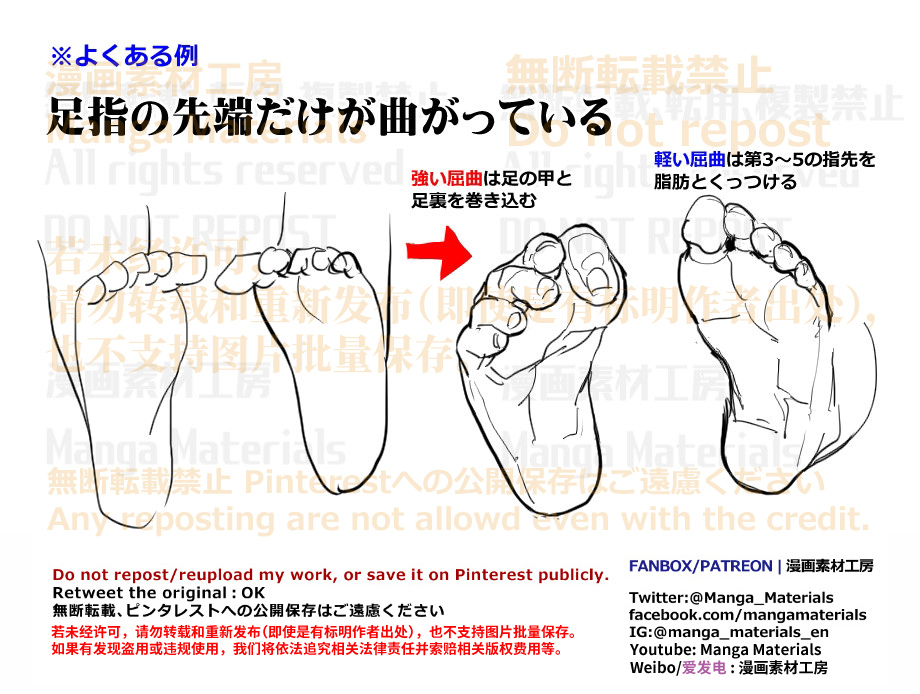 ※よくある例
足指の先端だけが曲がっている
強い屈曲は足の甲と
足裏を巻き込む
軽い屈曲は第3～5の指先を
脂肪とくっつける
漫画素材工房
無断転載禁止
無断転載、転用、複製禁止
Manga Materials
Do not repost
All rights reserved
All rights reserved
DO NOT REPOST
DO NOT REPOST
若未经许可，
请勿转载和重新发布（即使是有标明作者出处），
也不支持图片批量保存。
漫画素材工房
漫画素材工房
Manga Materials
Manga Materials
無断転載禁止 Pinterestへの公開保存はご遠慮ください
Any reposting are not allowd even with the credit.
Do not repost/reupload my work, or save it on Pinterest publicly.
Retweet the original : OK
無断転載、ピンタレストへの公開保存はご遠慮ください
若未经许可，请勿转载和重新发布（即使是有标明作者出处），也不支持图片批量保存。
如果有发现盗用或违规使用，我们将依法追究相关法律责任并索赔相关版权费用等。
FANBOX/PATREON | 漫画素材工房
Twitter:@Manga_Materials
facebook.com/mangamaterials
IG:@manga_materials_en
Youtube: Manga Materials
Weibo/爱发电 : 漫画素材工房